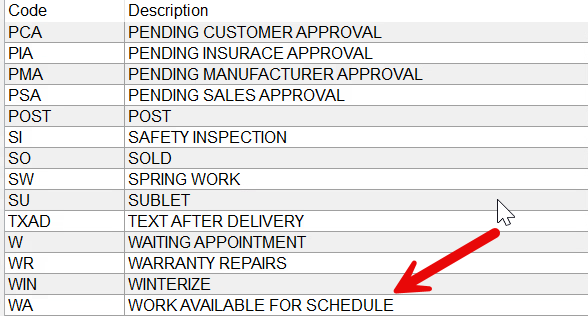 Code Description
PCA PENDING CUSTOMER APPROVAL
PIA PENDING INSURACE APPROVAL
PMA PENDING MANUFACTURER APPROVAL
PSA PENDING SALES APPROVAL
POST POST
SI SAFETY INSPECTION
SO SOLD
SW SPRING WORK
SU SUBLET
TXAD TEXT AFTER DELIVERY
W WAITING APPOINTMENT
WR WARRANTY REPAIRS
WIN WINTERIZE
WA WORK AVAILABLE FOR SCHEDULE